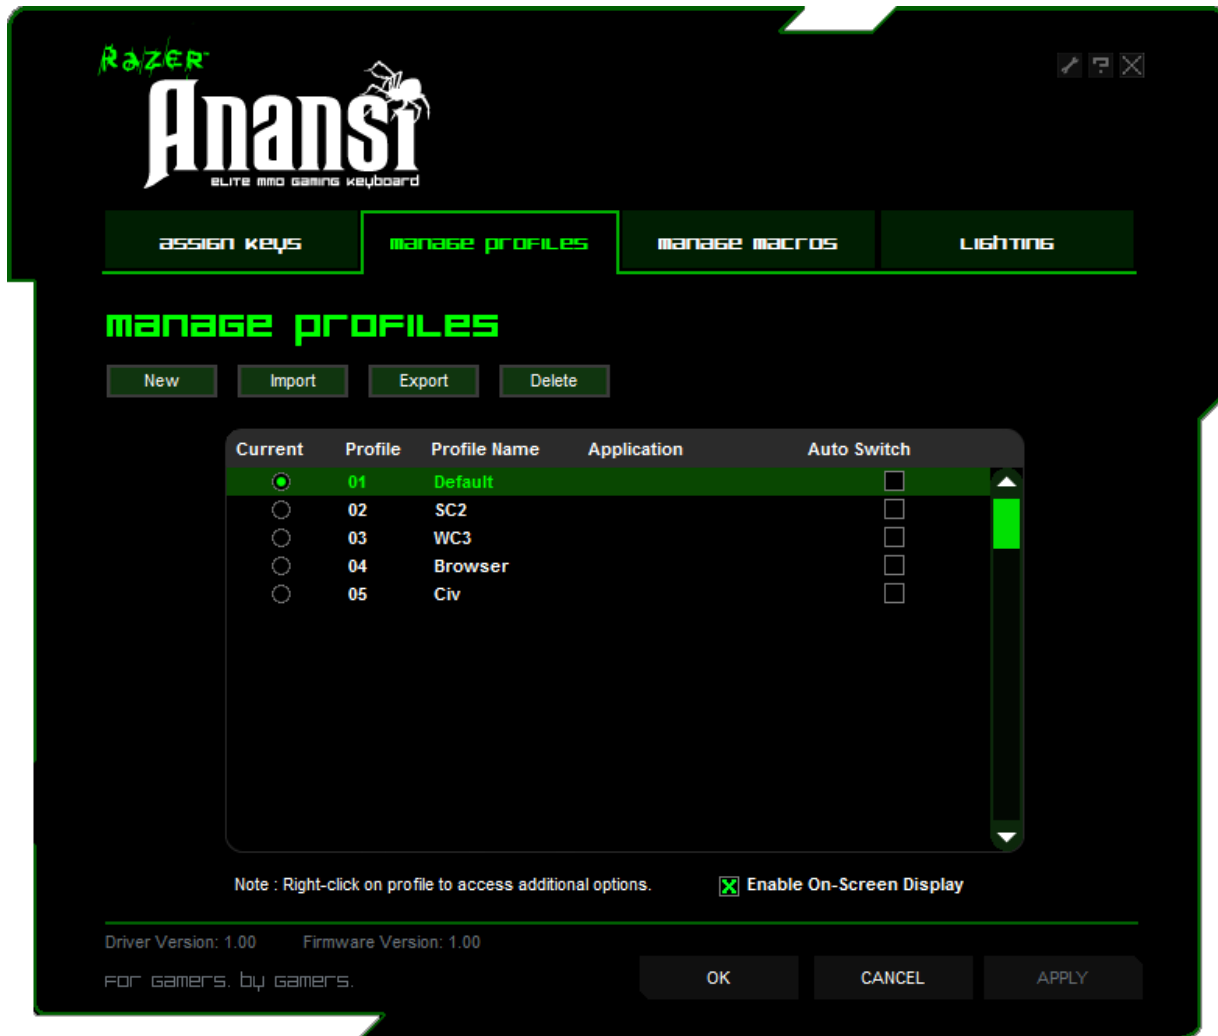 RAZER™
Anansi
ELITE MMO GAMING KEYBOARD
ASSIGN KEYS MANAGE PROFILES MANAGE MACROS LIGHTING
MANAGE PROFILES
New Import Export Delete
Current Profile Profile Name Application Auto Switch
01 Default
02 SC2
03 WC3
04 Browser
05 Civ
Note : Right-click on profile to access additional options. Enable On-Screen Display
Driver Version: 1.00 Firmware Version: 1.00
FOR GAMERS. BY GAMERS. OK CANCEL APPLY